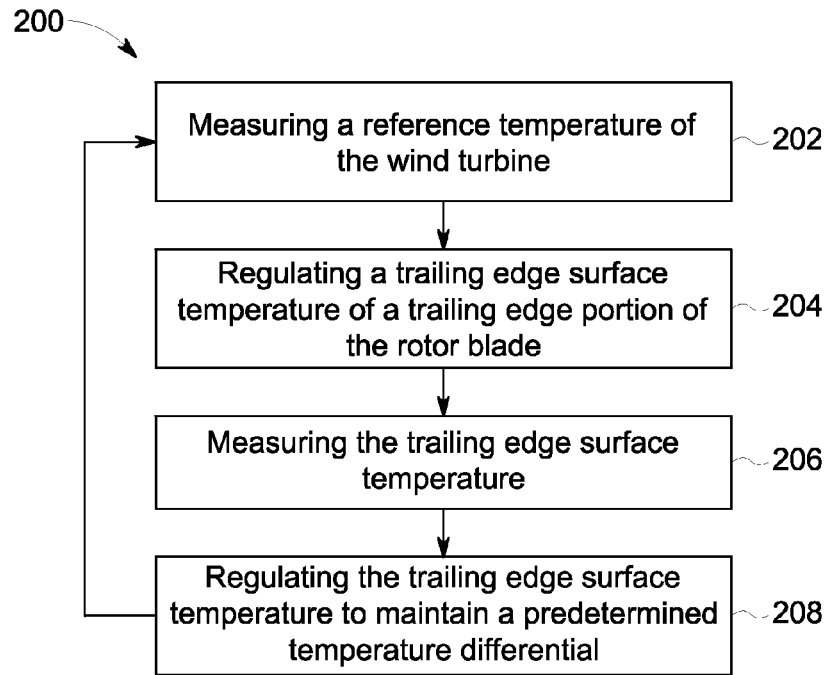 200
Measuring a reference temperature of
the wind turbine
202
Regulating a trailing edge surface
temperature of a trailing edge portion of
the rotor blade
204
Measuring the trailing edge surface
temperature
206
Regulating the trailing edge surface
temperature to maintain a predetermined
temperature differential
208